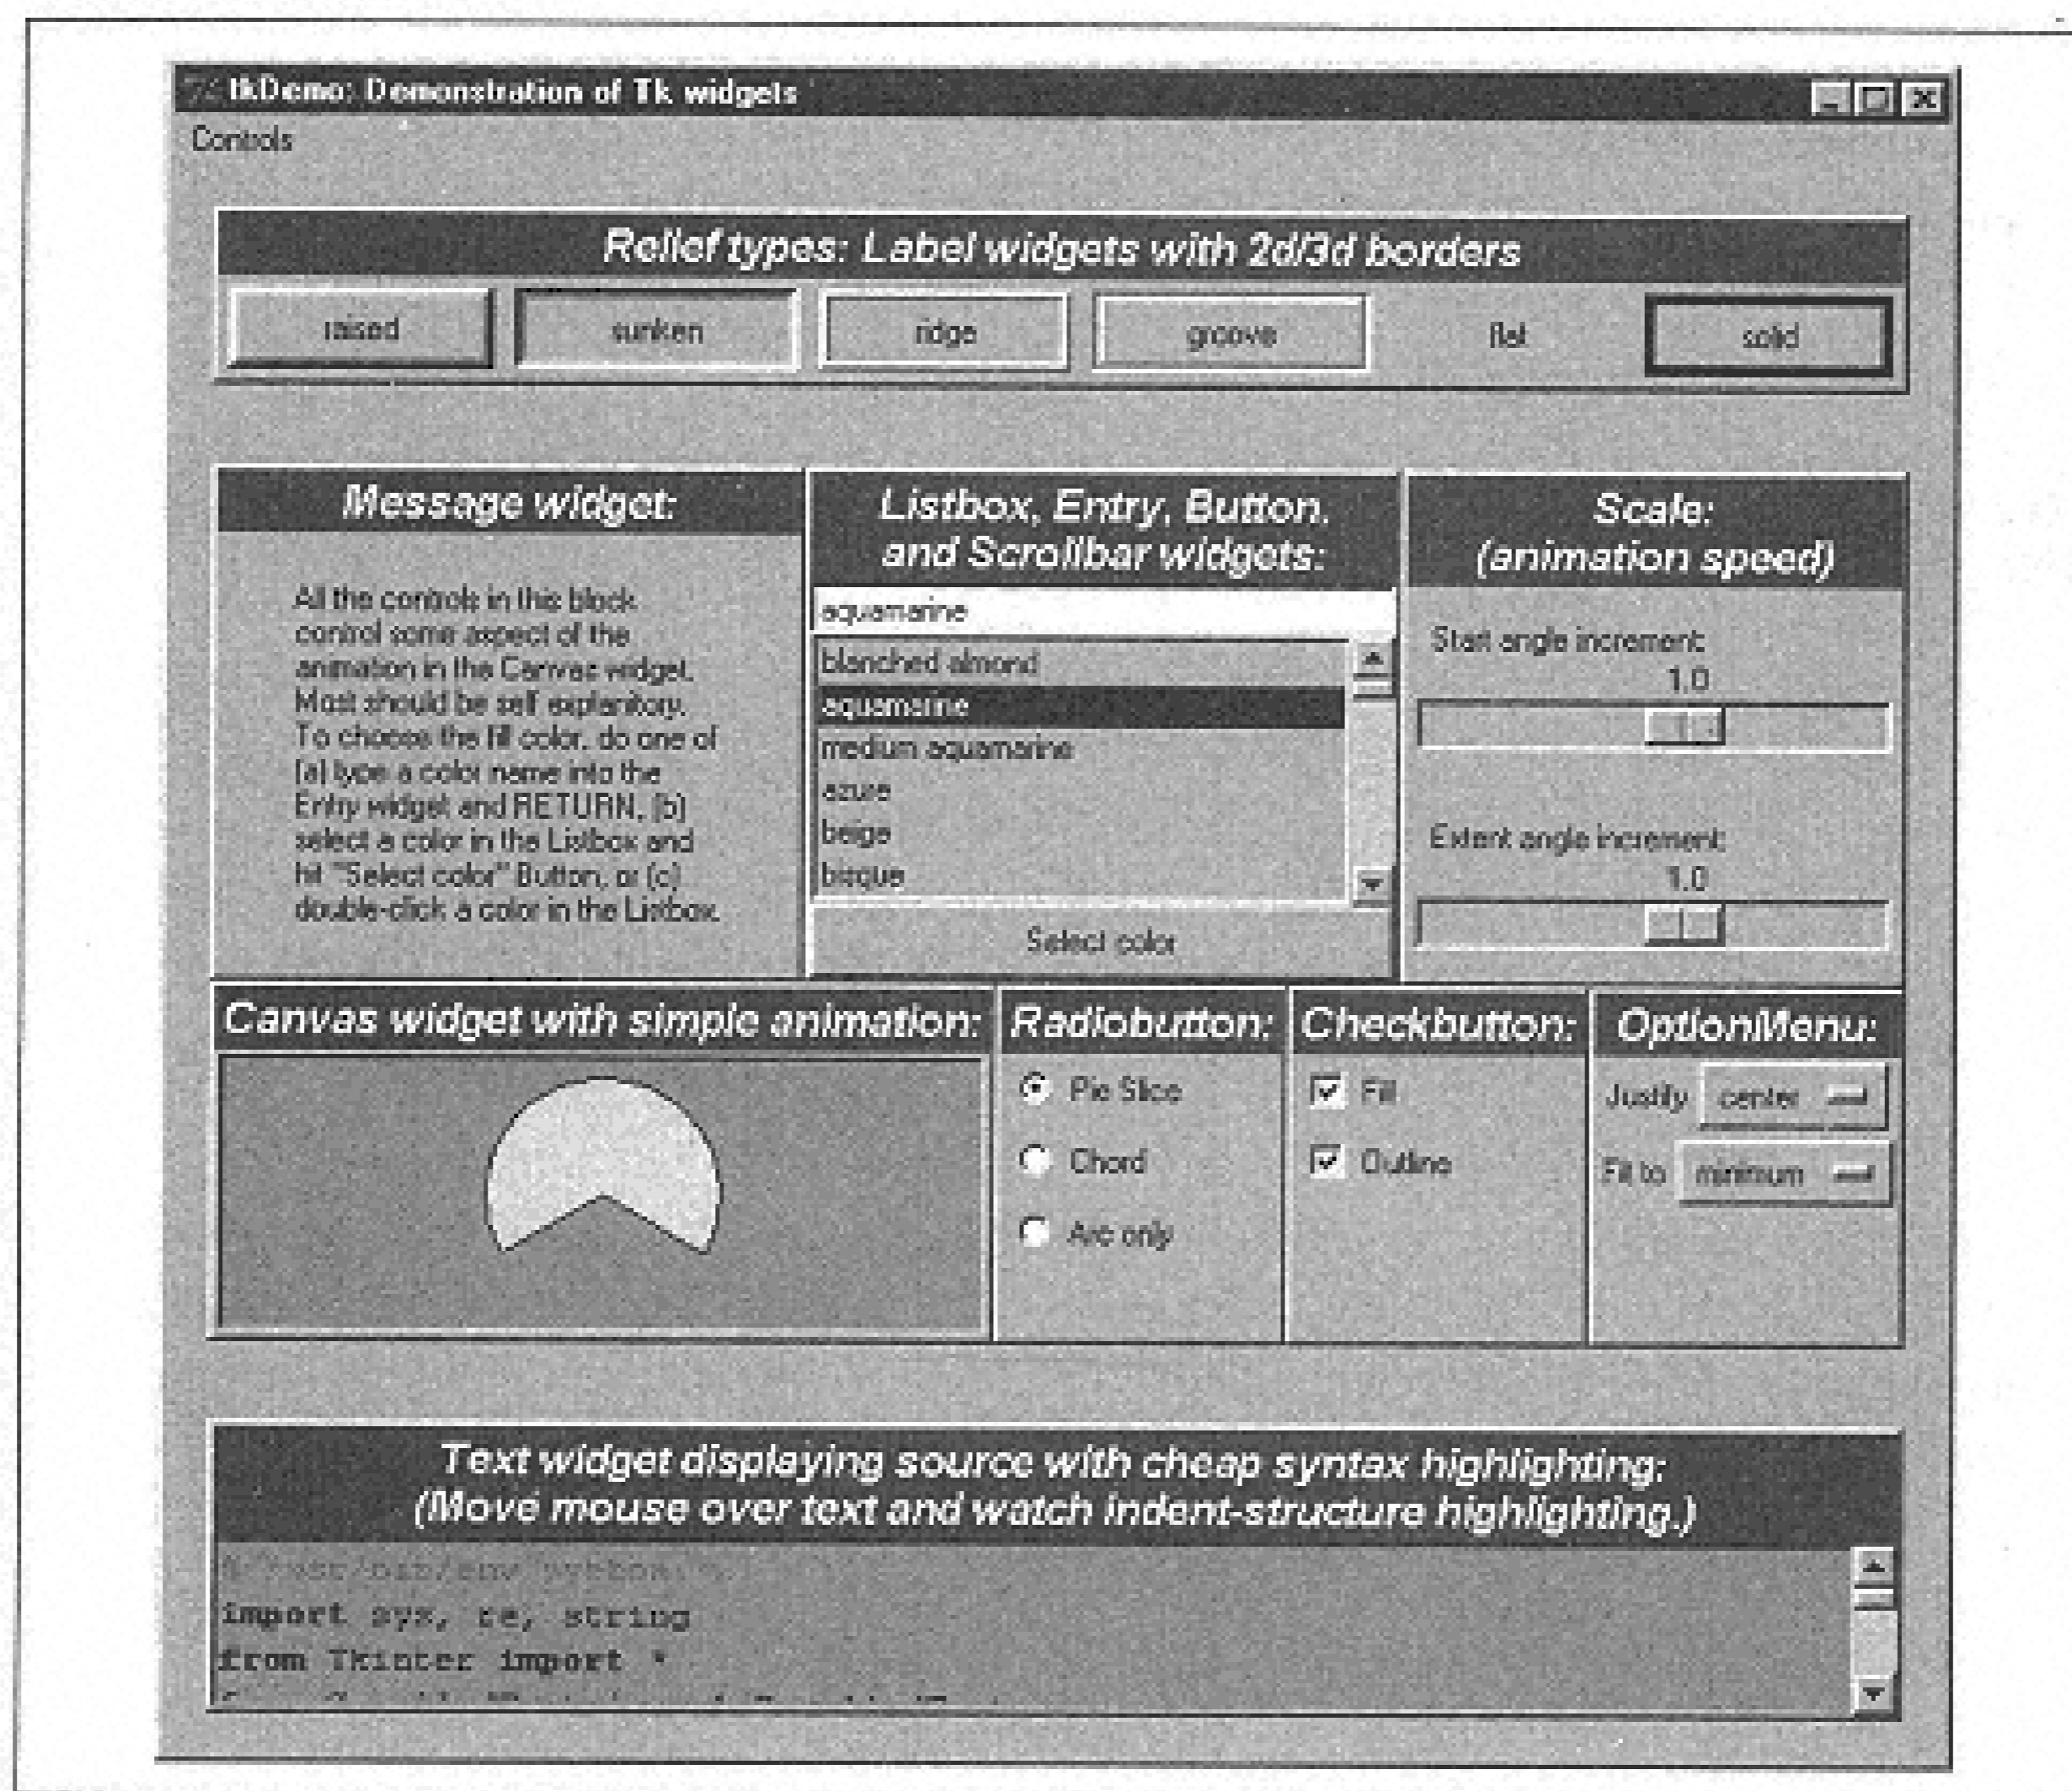 tkDemo: Demonstration of Tk widgets
Controls
Relief types: Label widgets with 2d/3d borders
raised sunken ridge groove flat solid
Message widget:
All the controls in this block
control some aspect of the
animation in the Canvas widget.
Most should be self explanitory.
To choose the fill color, do one of
(a) type a color name into the
Entry widget and RETURN, (b)
select a color in the Listbox and
hit "Select color" Button, or (c)
double-click a color in the Listbox.
Listbox, Entry, Button,
and Scrollbar widgets:
aquamarine
blanched almond
aquamarine
medium aquamarine
azure
beige
bisque
Select color
Scale:
(animation speed)
Start angle increment:
1.0
Extent angle increment:
1.0
Canvas widget with simple animation:
Radiobutton:
Pie Slice
Chord
Arc only
Checkbutton:
Fill
Outline
OptionMenu:
Justify center
Fit to minimum
Text widget displaying source with cheap syntax highlighting:
(Move mouse over text and watch indent-structure highlighting.)
/usr/bin/env python
import sys, re, string
from Tkinter import *